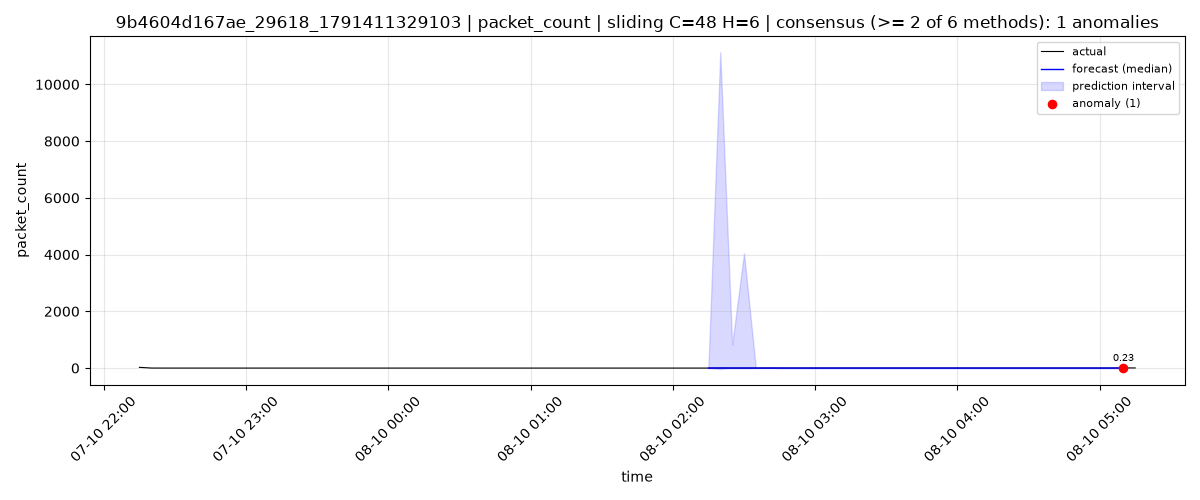 9b4604d167ae_29618_1791411329103 | packet_count | sliding C=48 H=6 | consensus (>= 2 of 6 methods): 1 anomalies
actual
forecast (median)
prediction interval
anomaly (1)
packet_count
10000
8000
6000
4000
2000
0
0.23
07-10 22:00
07-10 23:00
08-10 00:00
08-10 01:00
08-10 02:00
08-10 03:00
08-10 04:00
08-10 05:00
time